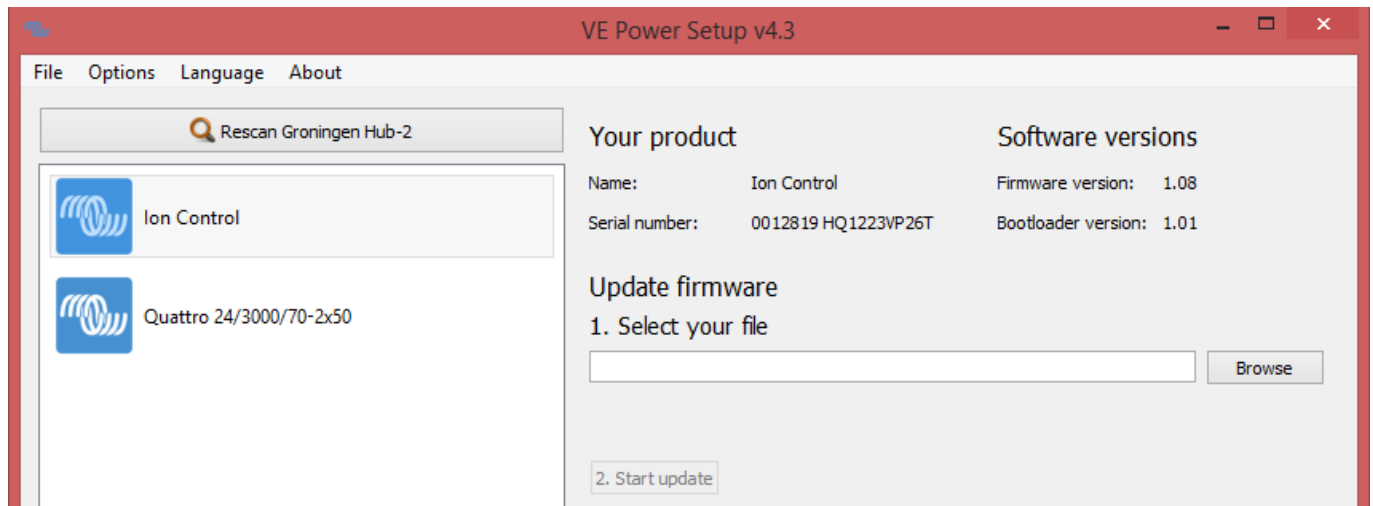 VE Power Setup v4.3
File Options Language About
Rescan Groningen Hub-2
Ion Control
Quattro 24/3000/70-2x50
Your product
Name: Ion Control
Serial number: 0012819 HQ1223VP26T
Software versions
Firmware version: 1.08
Bootloader version: 1.01
Update firmware
1. Select your file
Browse
2. Start update